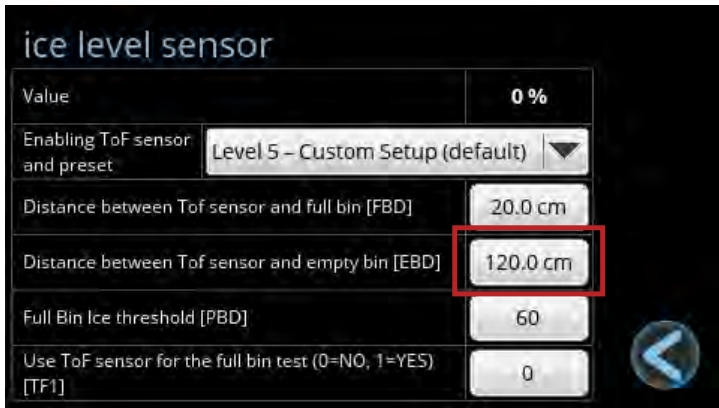 ice level sensor
Value 0 %
Enabling ToF sensor
and preset Level 5 – Custom Setup (default)
Distance between Tof sensor and full bin [FBD] 20.0 cm
Distance between Tof sensor and empty bin [EBD] 120.0 cm
Full Bin Ice threshold [PBD] 60
Use ToF sensor for the full bin test (0=NO, 1=YES)
[TF1] 0